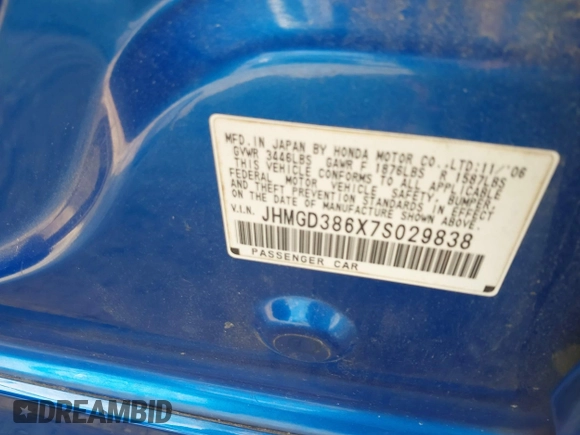 MFD. IN JAPAN BY HONDA MOTOR CO., LTD: 11/'06
GVWR 3446LBS GAWR F 1876LBS R 1587LBS
THIS VEHICLE CONFORMS TO ALL APPLICABLE
FEDERAL MOTOR VEHICLE SAFETY, BUMPER,
AND THEFT PREVENTION STANDARDS IN EFFECT
ON THE DATE OF MANUFACTURE SHOWN ABOVE.
V.I.N. JHMGD386X7S029838
PASSENGER CAR
DREAMBID